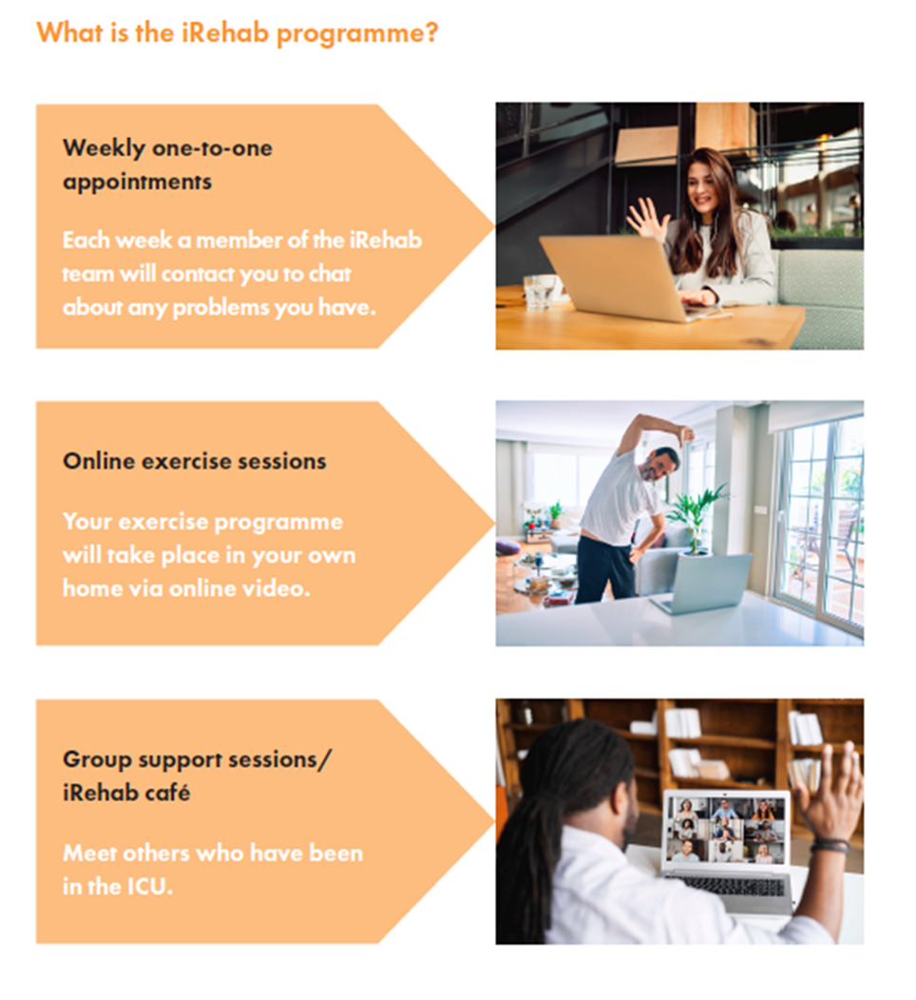 What is the iRehab programme?
Weekly one-to-one
appointments
Each week a member of the iRehab
team will contact you to chat
about any problems you have.
Online exercise sessions
Your exercise programme
will take place in your own
home via online video.
Group support sessions/
iRehab café
Meet others who have been
in the ICU.